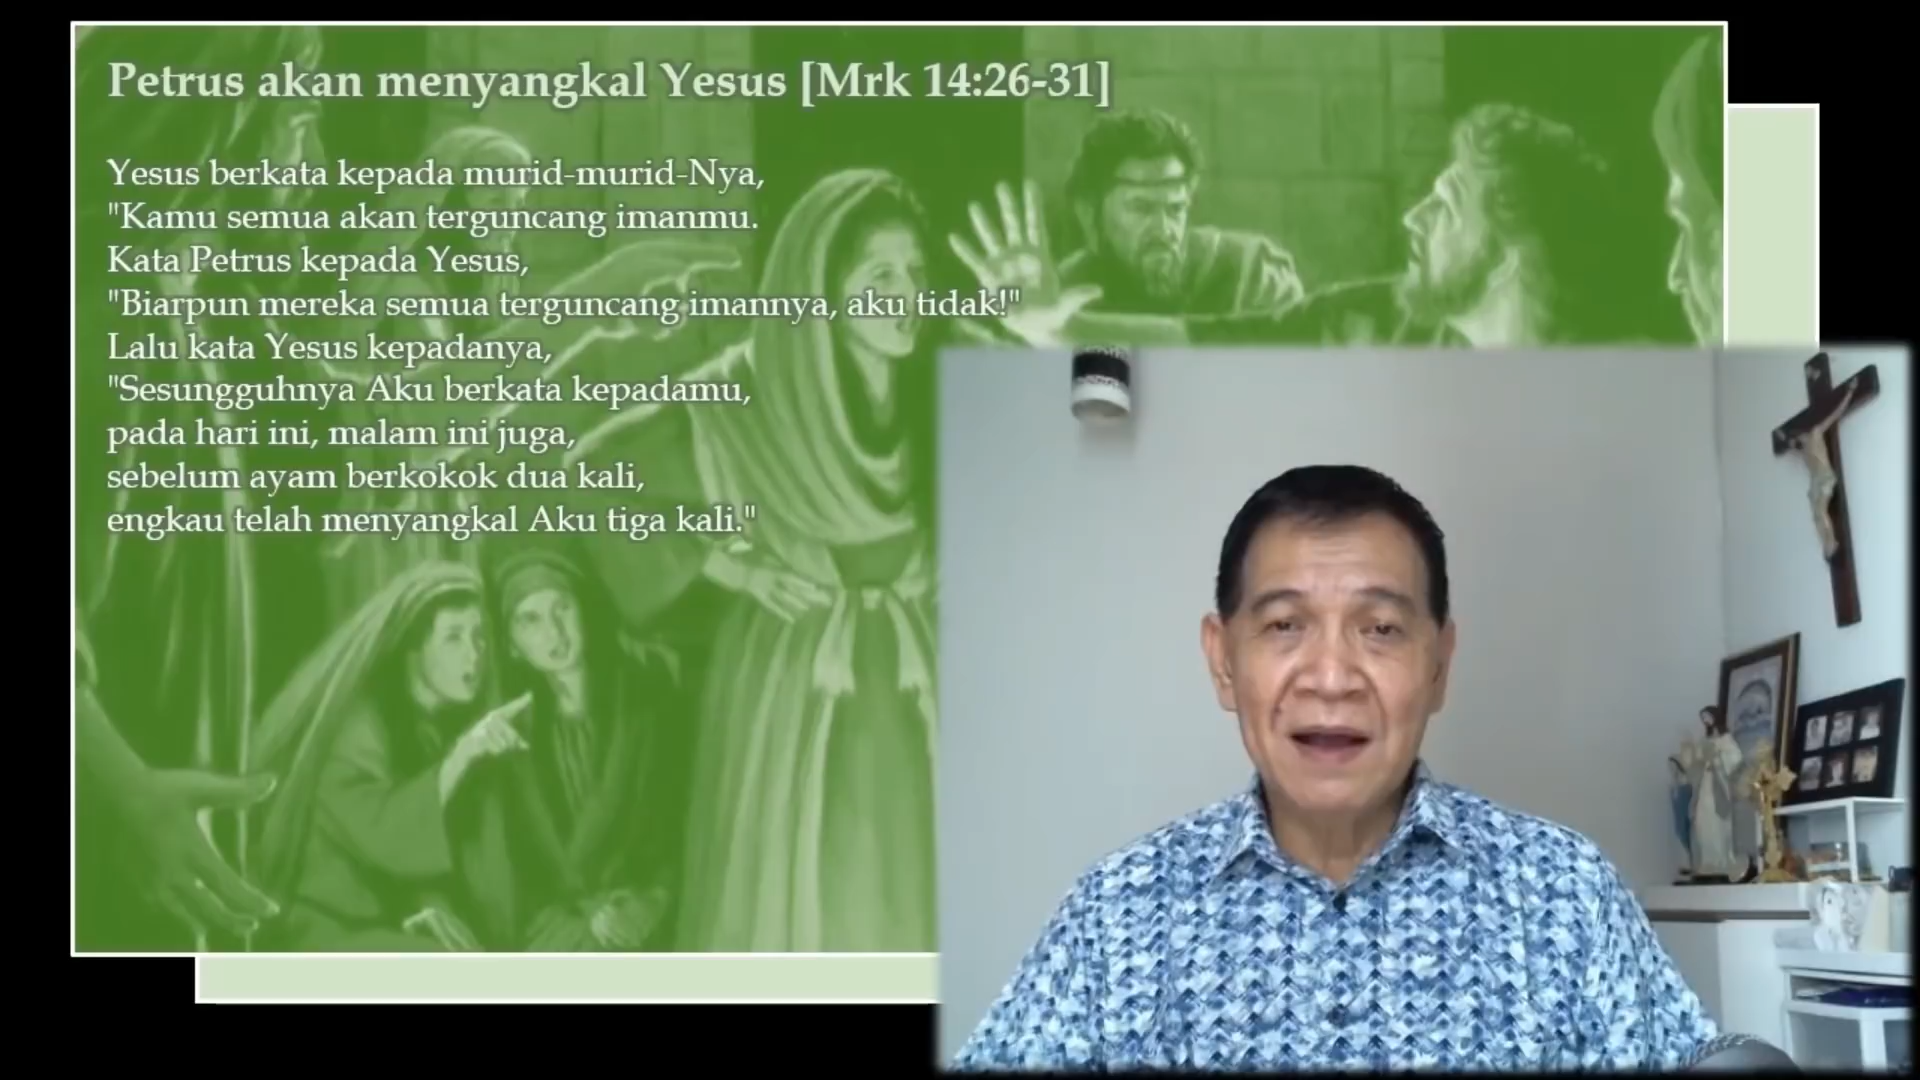 Petrus akan menyangkal Yesus [Mrk 14:26-31]
Yesus berkata kepada murid-murid-Nya,
"Kamu semua akan terguncang imanmu.
Kata Petrus kepada Yesus,
"Biarpun mereka semua terguncang imannya, aku tidak!"
Lalu kata Yesus kepadanya,
"Sesungguhnya Aku berkata kepadamu,
pada hari ini, malam ini juga,
sebelum ayam berkokok dua kali,
engkau telah menyangkal Aku tiga kali."